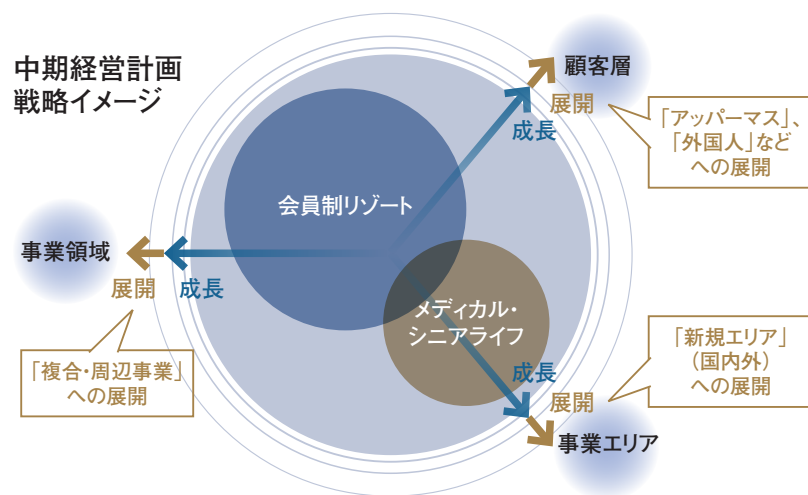 中期経営計画
戦略イメージ
顧客層
展開
成長
「アッパーマス」、
「外国人」など
への展開
会員制リゾート
事業領域
展開
成長
「複合・周辺事業」
への展開
メディカル・
シニアライフ
成長
展開
「新規エリア」
(国内外)
への展開
事業エリア